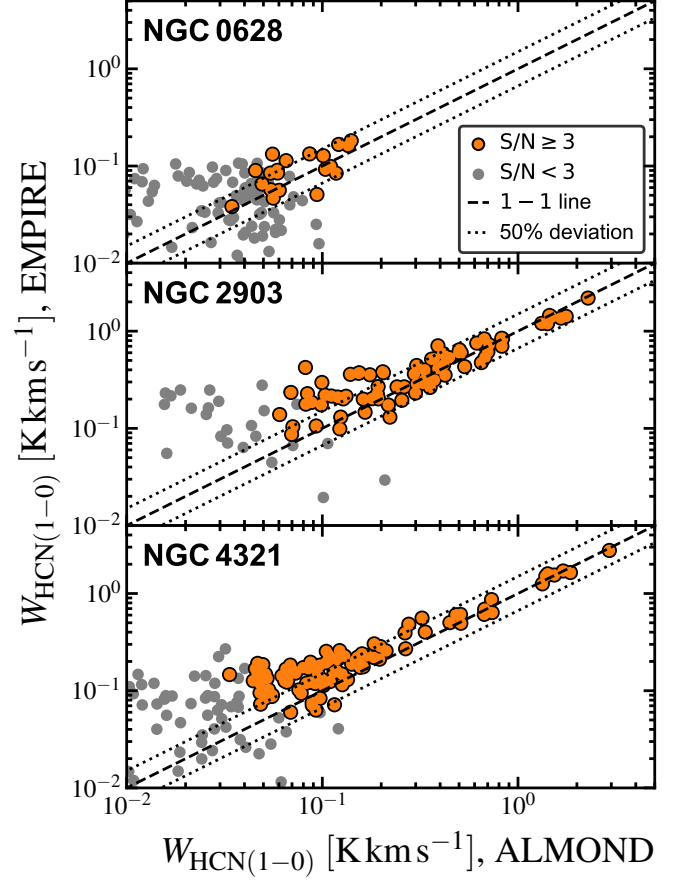 NGC 0628
10⁰
10⁻¹
10⁻²
S/N ≥ 3
S/N < 3
1 − 1 line
50% deviation
NGC 2903
10⁰
10⁻¹
10⁻²
NGC 4321
10⁰
10⁻¹
10⁻²
10⁻² 10⁻¹ 10⁰
W_HCN(1−0) [K km s⁻¹], ALMOND
W_HCN(1−0) [Kkms⁻¹], EMPIRE